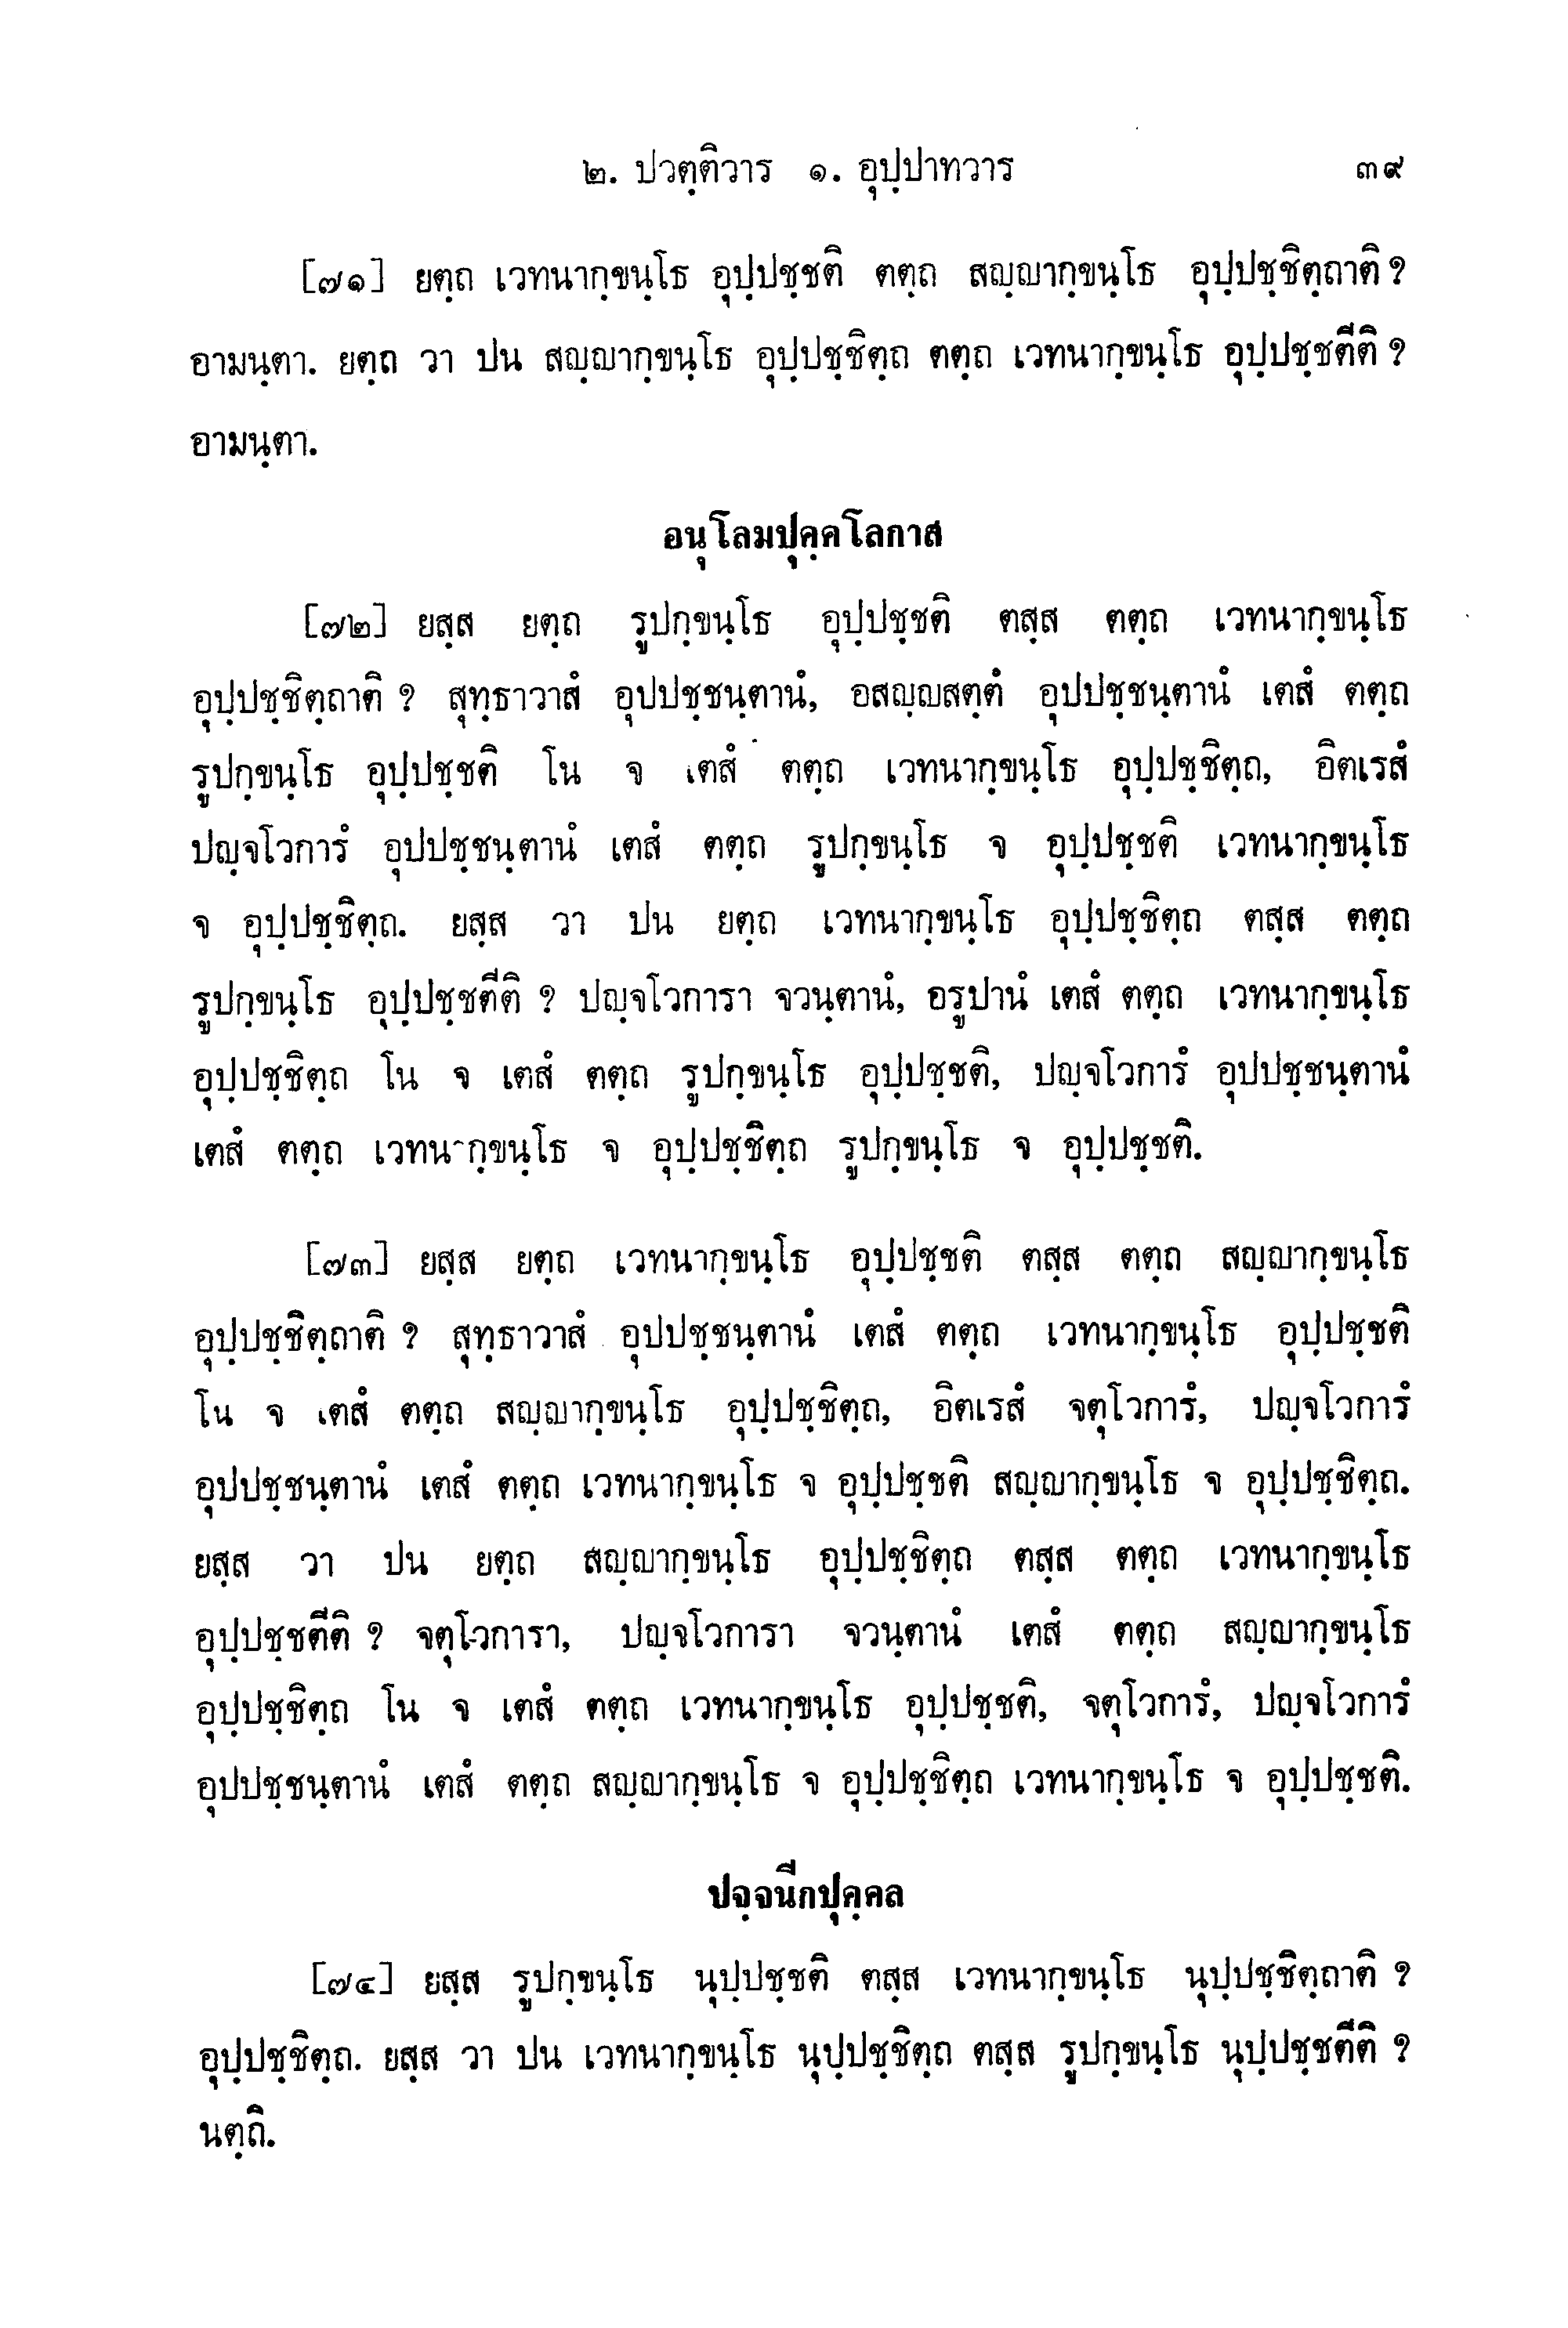 ๒. ปวตฺติวาร ๑. อุปฺปาทวาร ๓๙
[๗๑] ยตฺถ เวทนากฺขนฺโธ อุปฺปชฺชติ ตตฺถ สญฺญากฺขนฺโธ อุปฺปชฺชิตฺถาติ ?
อามนฺตา. ยตฺถ วา ปน สญฺญากฺขนฺโธ อุปฺปชฺชิตฺถ ตตฺถ เวทนากฺขนฺโธ อุปฺปชฺชตีติ ?
อามนฺตา.
อนุโลมปุคฺคโลกาส
[๗๒] ยสฺส ยตฺถ รูปกฺขนฺโธ อุปฺปชฺชติ ตสฺส ตตฺถ เวทนากฺขนฺโธ
อุปฺปชฺชิตฺถาติ ? สุทฺธาวาสํ อุปปชฺชนฺตานํ, อสญฺญสตฺตํ อุปปชฺชนฺตานํ เตสํ ตตฺถ
รูปกฺขนฺโธ อุปฺปชฺชติ โน จ เตสํ ตตฺถ เวทนากฺขนฺโธ อุปฺปชฺชิตฺถ, อิตเรสํ
ปญฺจโวการํ อุปปชฺชนฺตานํ เตสํ ตตฺถ รูปกฺขนฺโธ จ อุปฺปชฺชติ เวทนากฺขนฺโธ
จ อุปฺปชฺชิตฺถ. ยสฺส วา ปน ยตฺถ เวทนากฺขนฺโธ อุปฺปชฺชิตฺถ ตสฺส ตตฺถ
รูปกฺขนฺโธ อุปฺปชฺชตีติ ? ปญฺจโวการา จวนฺตานํ, อรูปานํ เตสํ ตตฺถ เวทนากฺขนฺโธ
อุปฺปชฺชิตฺถ โน จ เตสํ ตตฺถ รูปกฺขนฺโธ อุปฺปชฺชติ, ปญฺจโวการํ อุปปชฺชนฺตานํ
เตสํ ตตฺถ เวทนากฺขนฺโธ จ อุปฺปชฺชิตฺถ รูปกฺขนฺโธ จ อุปฺปชฺชติ.
[๗๓] ยสฺส ยตฺถ เวทนากฺขนฺโธ อุปฺปชฺชติ ตสฺส ตตฺถ สญฺญากฺขนฺโธ
อุปฺปชฺชิตฺถาติ ? สุทฺธาวาสํ อุปปชฺชนฺตานํ เตสํ ตตฺถ เวทนากฺขนฺโธ อุปฺปชฺชติ
โน จ เตสํ ตตฺถ สญฺญากฺขนฺโธ อุปฺปชฺชิตฺถ, อิตเรสํ จตุโวการํ, ปญฺจโวการํ
อุปปชฺชนฺตานํ เตสํ ตตฺถ เวทนากฺขนฺโธ จ อุปฺปชฺชติ สญฺญากฺขนฺโธ จ อุปฺปชฺชิตฺถ.
ยสฺส วา ปน ยตฺถ สญฺญากฺขนฺโธ อุปฺปชฺชิตฺถ ตสฺส ตตฺถ เวทนากฺขนฺโธ
อุปฺปชฺชตีติ ? จตุโวการา, ปญฺจโวการา จวนฺตานํ เตสํ ตตฺถ สญฺญากฺขนฺโธ
อุปฺปชฺชิตฺถ โน จ เตสํ ตตฺถ เวทนากฺขนฺโธ อุปฺปชฺชติ, จตุโวการํ, ปญฺจโวการํ
อุปปชฺชนฺตานํ เตสํ ตตฺถ สญฺญากฺขนฺโธ จ อุปฺปชฺชิตฺถ เวทนากฺขนฺโธ จ อุปฺปชฺชติ.
ปจฺจนีกปุคฺคล
[๗๔] ยสฺส รูปกฺขนฺโธ นุปฺปชฺชติ ตสฺส เวทนากฺขนฺโธ นุปฺปชฺชิตฺถาติ ?
อุปฺปชฺชิตฺถ. ยสฺส วา ปน เวทนากฺขนฺโธ นุปฺปชฺชิตฺถ ตสฺส รูปกฺขนฺโธ นุปฺปชฺชตีติ ?
นตฺถิ.